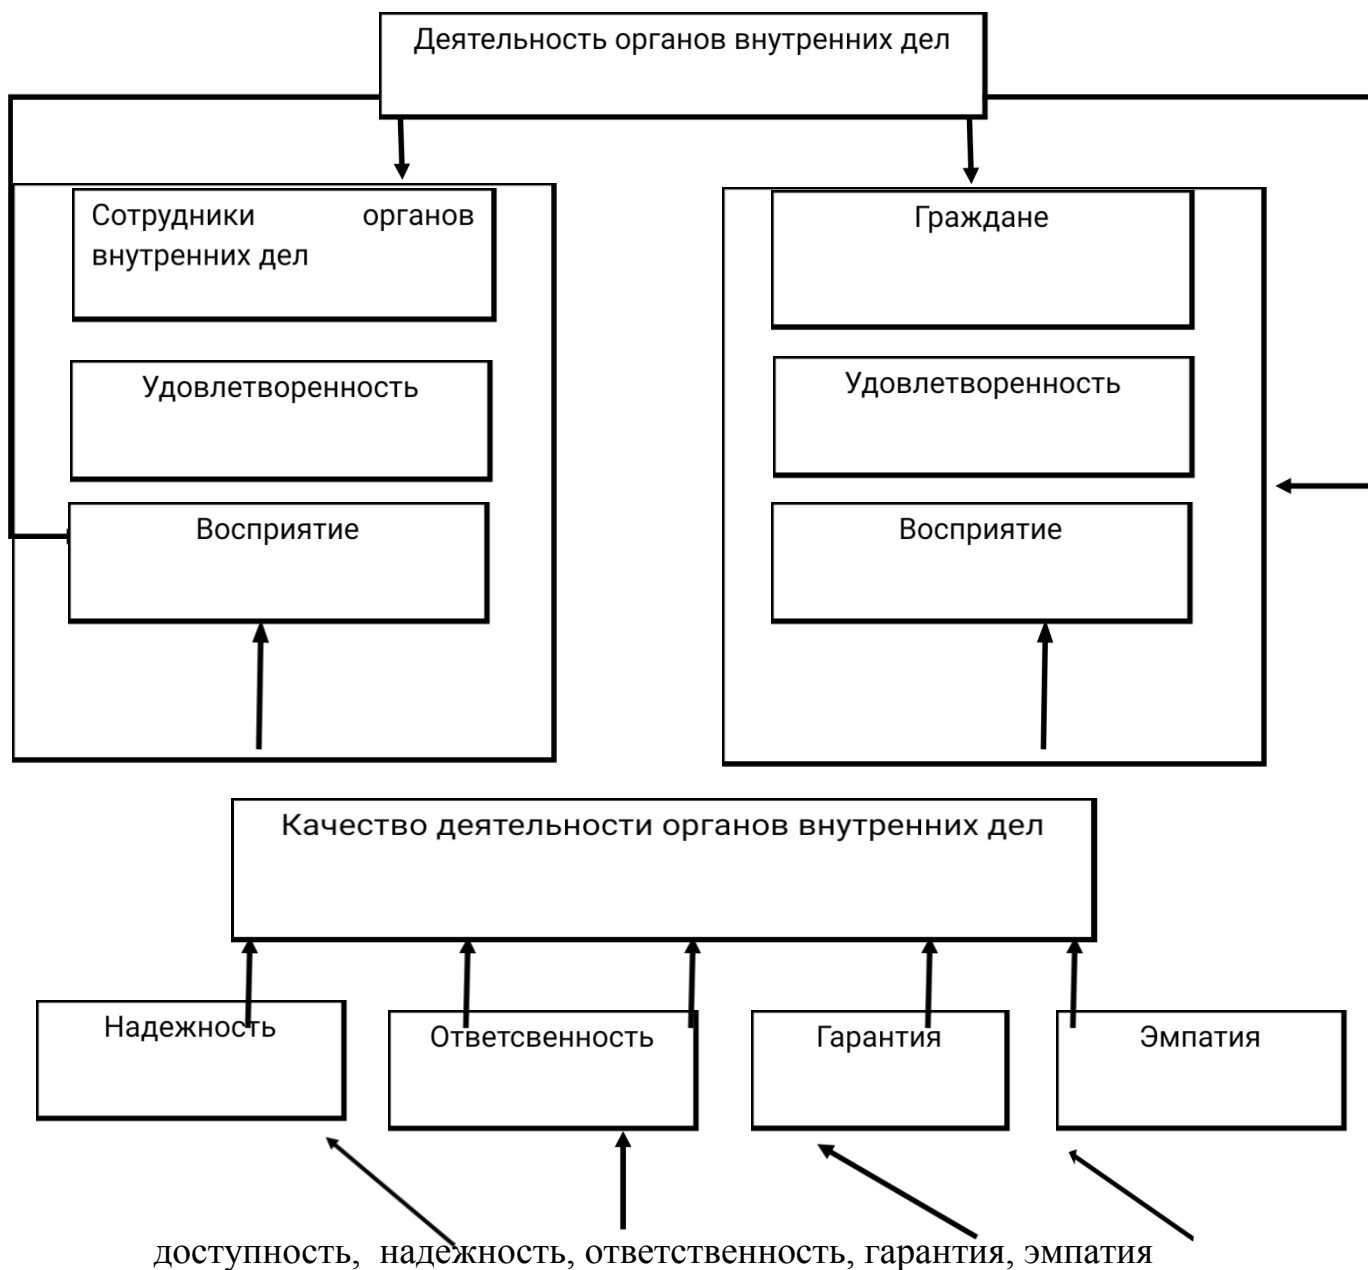 Деятельность органов внутренних дел
Сотрудники органов
внутренних дел
Граждане
Удовлетворенность
Удовлетворенность
Восприятие
Восприятие
Качество деятельности органов внутренних дел
Надежность
Ответсвенность
Гарантия
Эмпатия
доступность, надежность, ответственность, гарантия, эмпатия